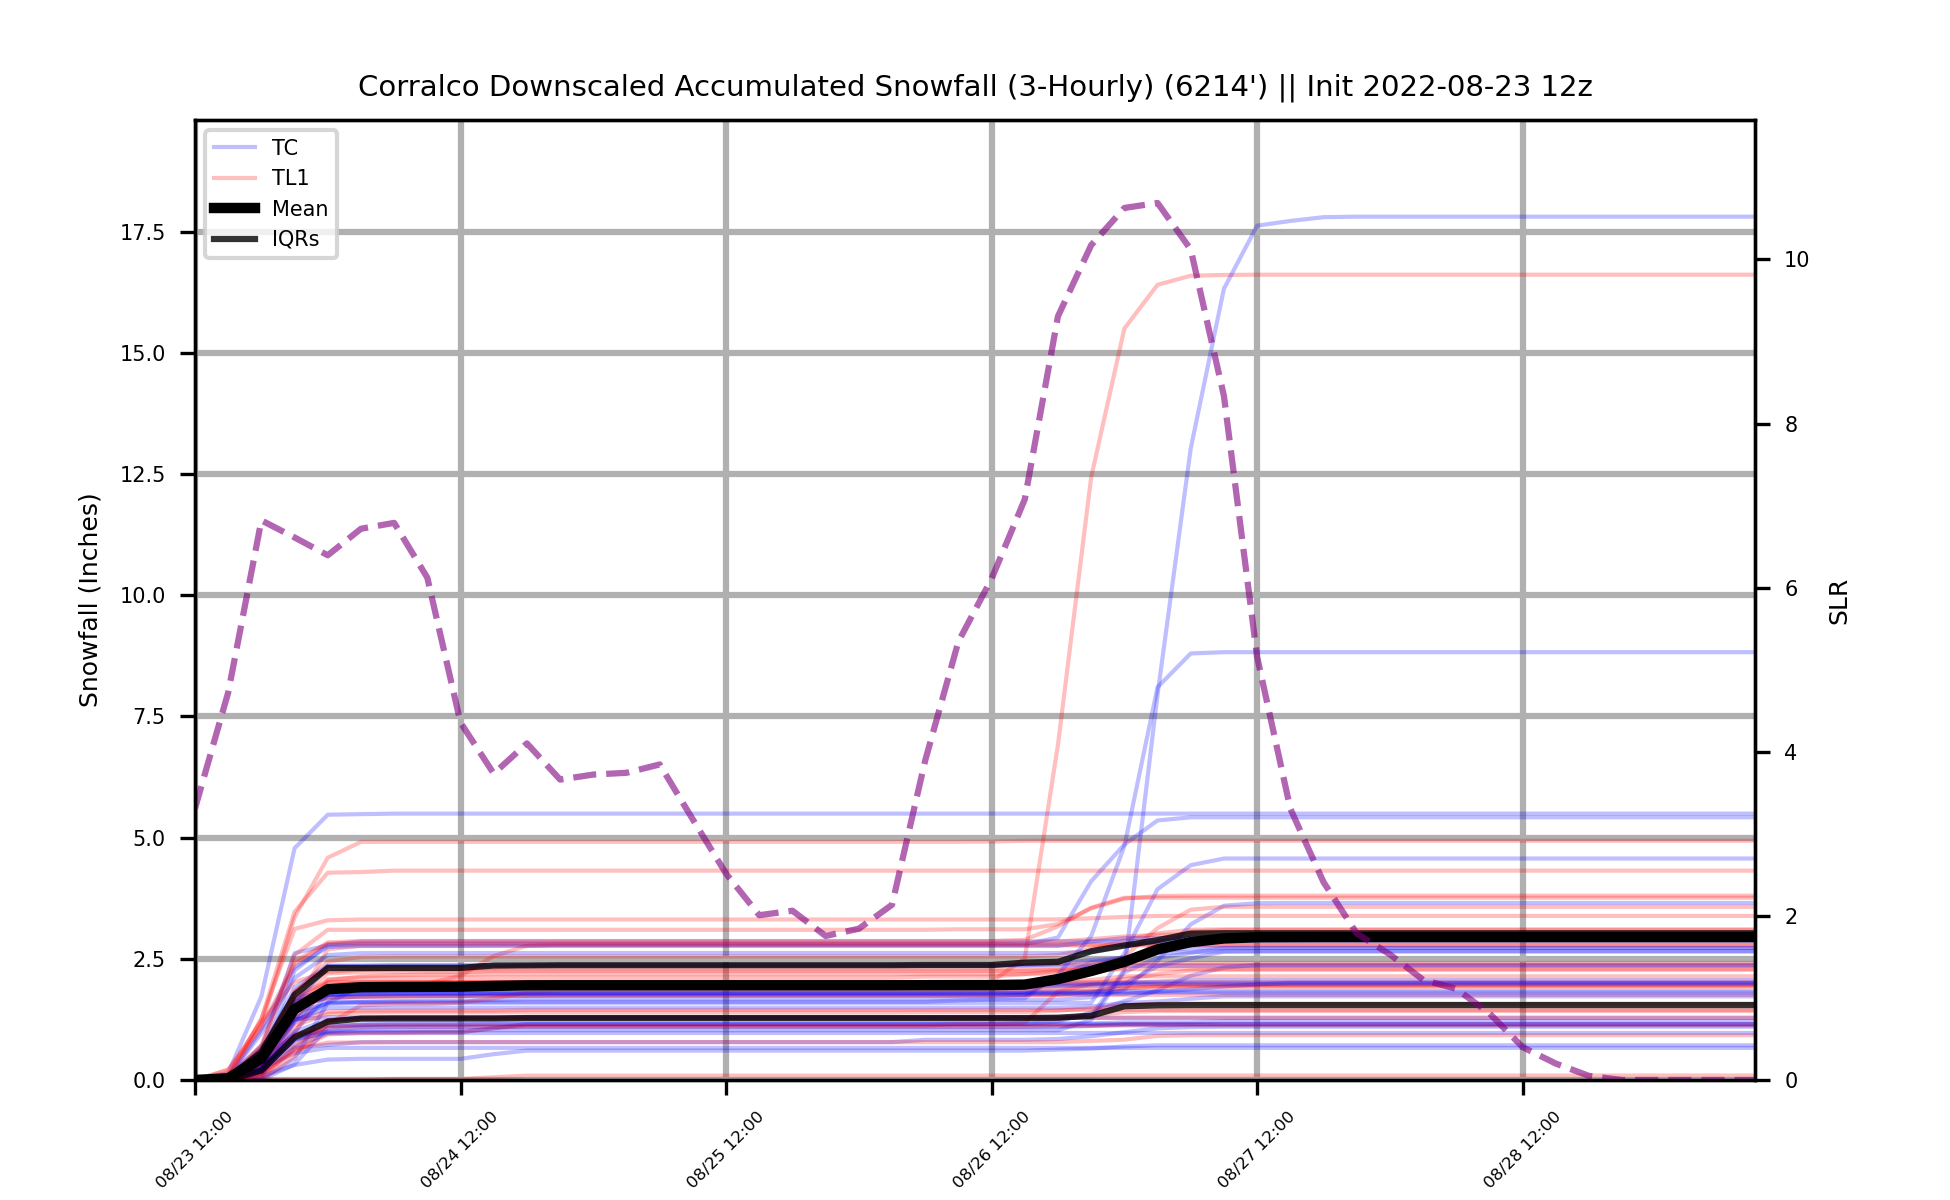 Corralco Downscaled Accumulated Snowfall (3-Hourly) (6214') || Init 2022-08-23 12z
TC
TL1
Mean
IQRs
Snowfall (Inches)
17.5
15.0
12.5
10.0
7.5
5.0
2.5
0.0
10
8
6
4
2
0
SLR
08/23 12:00
08/24 12:00
08/25 12:00
08/26 12:00
08/27 12:00
08/28 12:00